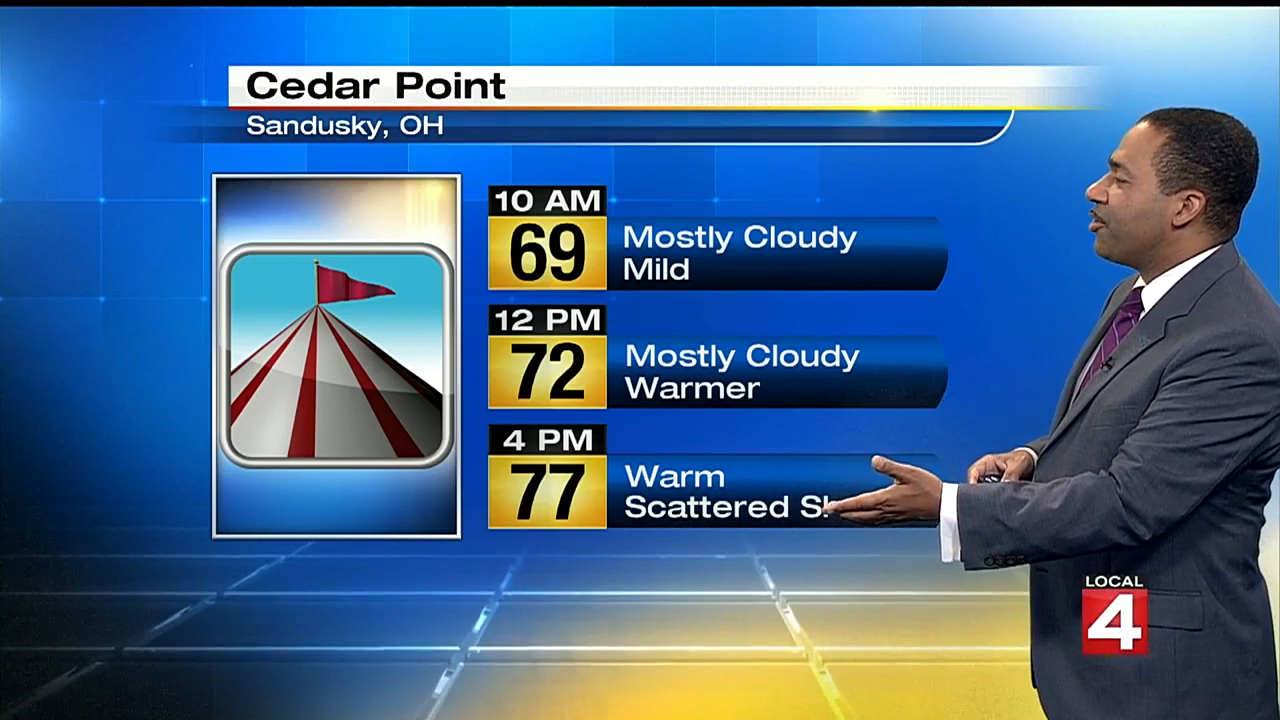 Cedar Point
Sandusky, OH
10 AM
69
Mostly Cloudy
Mild
12 PM
72
Mostly Cloudy
Warmer
4 PM
77
Warm
Scattered
LOCAL
4